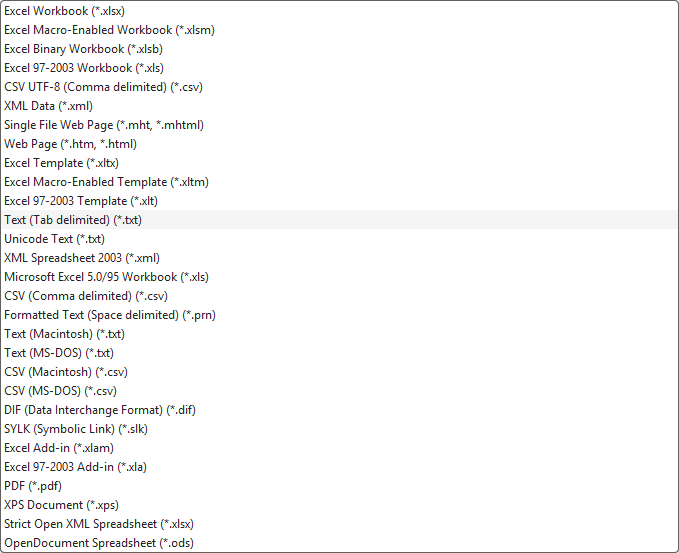 Excel Workbook (*.xlsx)
Excel Macro-Enabled Workbook (*.xlsm)
Excel Binary Workbook (*.xlsb)
Excel 97-2003 Workbook (*.xls)
CSV UTF-8 (Comma delimited) (*.csv)
XML Data (*.xml)
Single File Web Page (*.mht, *.mhtml)
Web Page (*.htm, *.html)
Excel Template (*.xltx)
Excel Macro-Enabled Template (*.xltm)
Excel 97-2003 Template (*.xlt)
Text (Tab delimited) (*.txt)
Unicode Text (*.txt)
XML Spreadsheet 2003 (*.xml)
Microsoft Excel 5.0/95 Workbook (*.xls)
CSV (Comma delimited) (*.csv)
Formatted Text (Space delimited) (*.prn)
Text (Macintosh) (*.txt)
Text (MS-DOS) (*.txt)
CSV (Macintosh) (*.csv)
CSV (MS-DOS) (*.csv)
DIF (Data Interchange Format) (*.dif)
SYLK (Symbolic Link) (*.slk)
Excel Add-in (*.xlam)
Excel 97-2003 Add-in (*.xla)
PDF (*.pdf)
XPS Document (*.xps)
Strict Open XML Spreadsheet (*.xlsx)
OpenDocument Spreadsheet (*.ods)